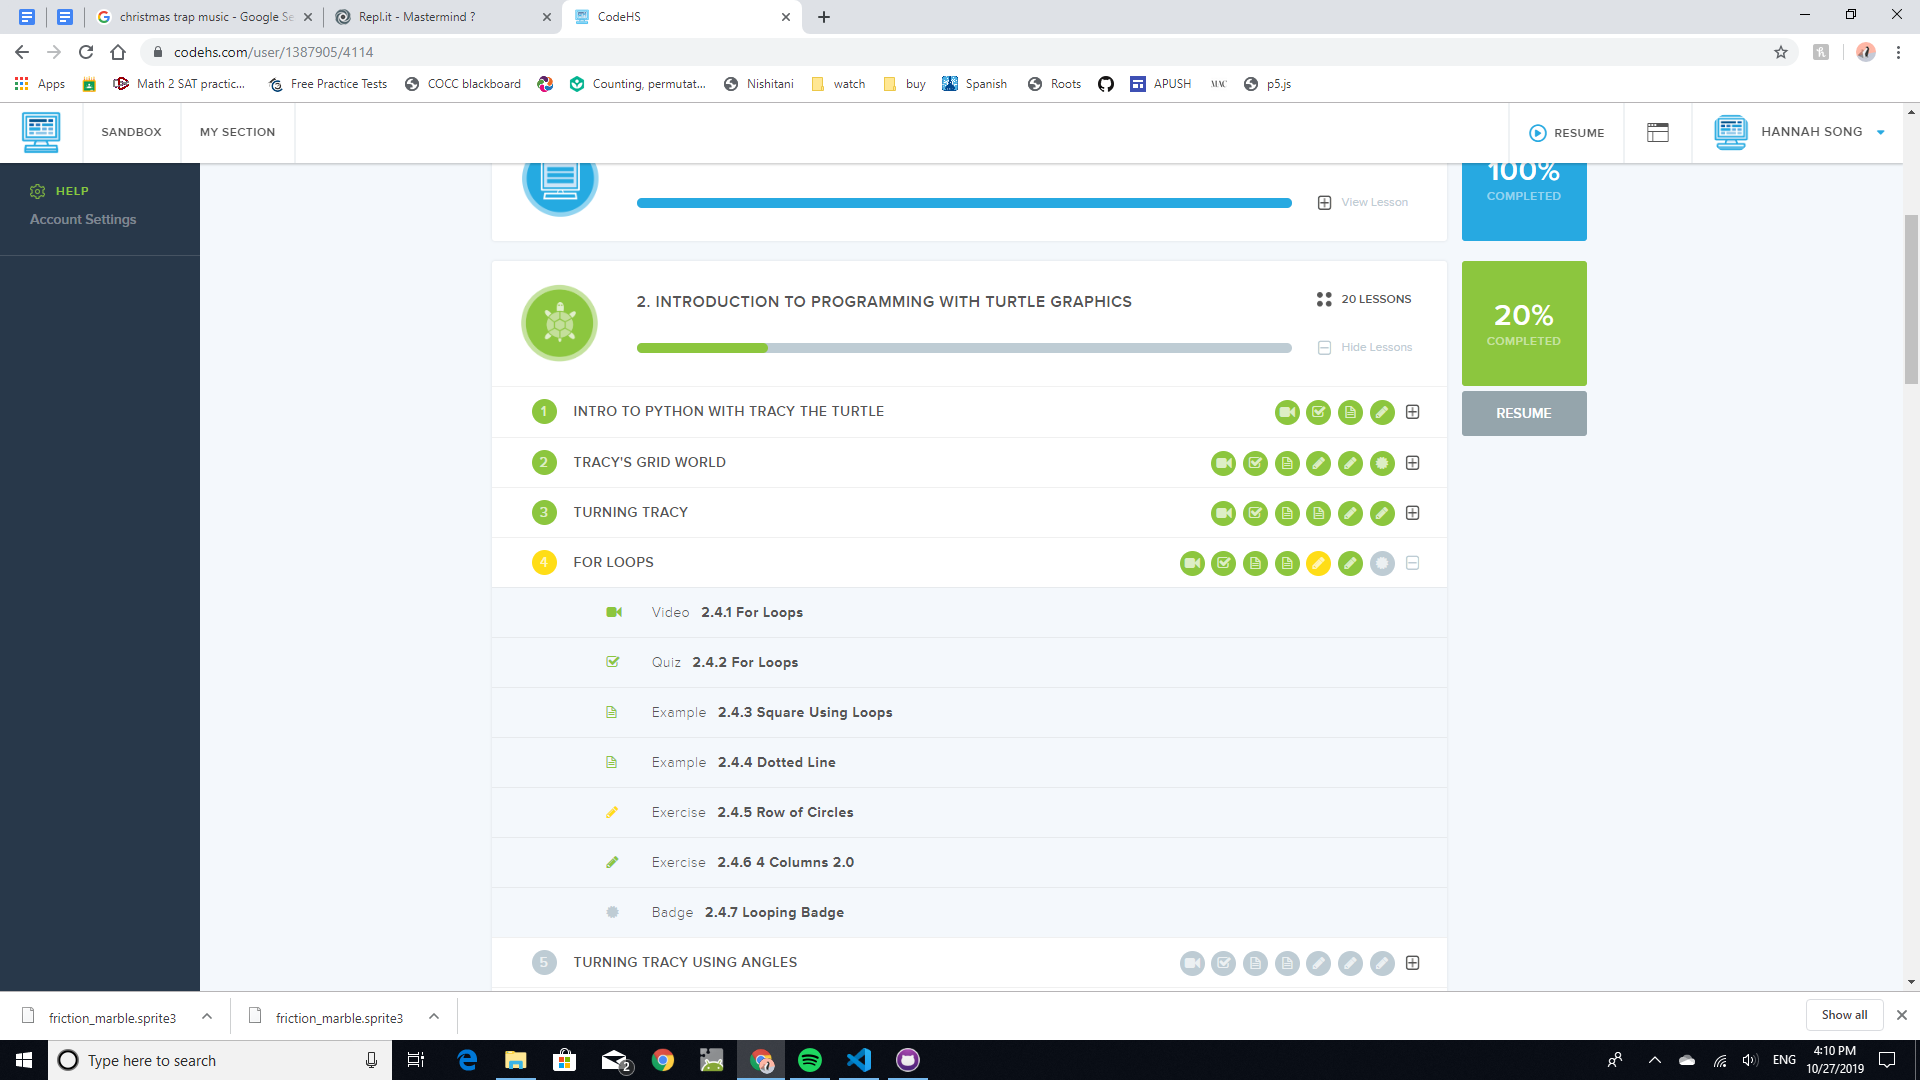 christmas trap music - Google Se
Repl.it - Mastermind ?
CodeHS
codehs.com/user/1387905/4114
Apps
Math 2 SAT practic...
Free Practice Tests
COCC blackboard
Counting, permutat...
Nishitani
watch
buy
Spanish
Roots
APUSH
MAC
p5.js
SANDBOX
MY SECTION
RESUME
HANNAH SONG
HELP
Account Settings
View Lesson
100%
COMPLETED
2. INTRODUCTION TO PROGRAMMING WITH TURTLE GRAPHICS
20 LESSONS
Hide Lessons
20%
COMPLETED
RESUME
1 INTRO TO PYTHON WITH TRACY THE TURTLE
2 TRACY'S GRID WORLD
3 TURNING TRACY
4 FOR LOOPS
Video 2.4.1 For Loops
Quiz 2.4.2 For Loops
Example 2.4.3 Square Using Loops
Example 2.4.4 Dotted Line
Exercise 2.4.5 Row of Circles
Exercise 2.4.6 4 Columns 2.0
Badge 2.4.7 Looping Badge
5 TURNING TRACY USING ANGLES
friction_marble.sprite3
friction_marble.sprite3
Show all
Type here to search
2
ENG
4:10 PM
10/27/2019